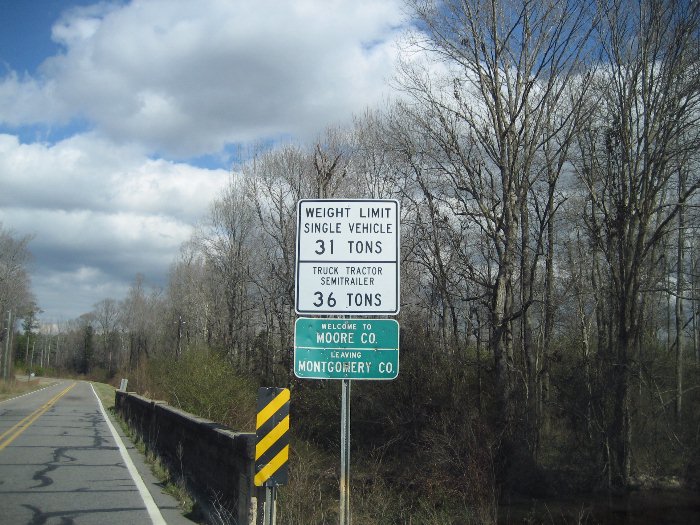 WEIGHT LIMIT
SINGLE VEHICLE
31 TONS
TRUCK TRACTOR
SEMITRAILER
36 TONS
WELCOME TO
MOORE CO.
LEAVING
MONTGOMERY CO.